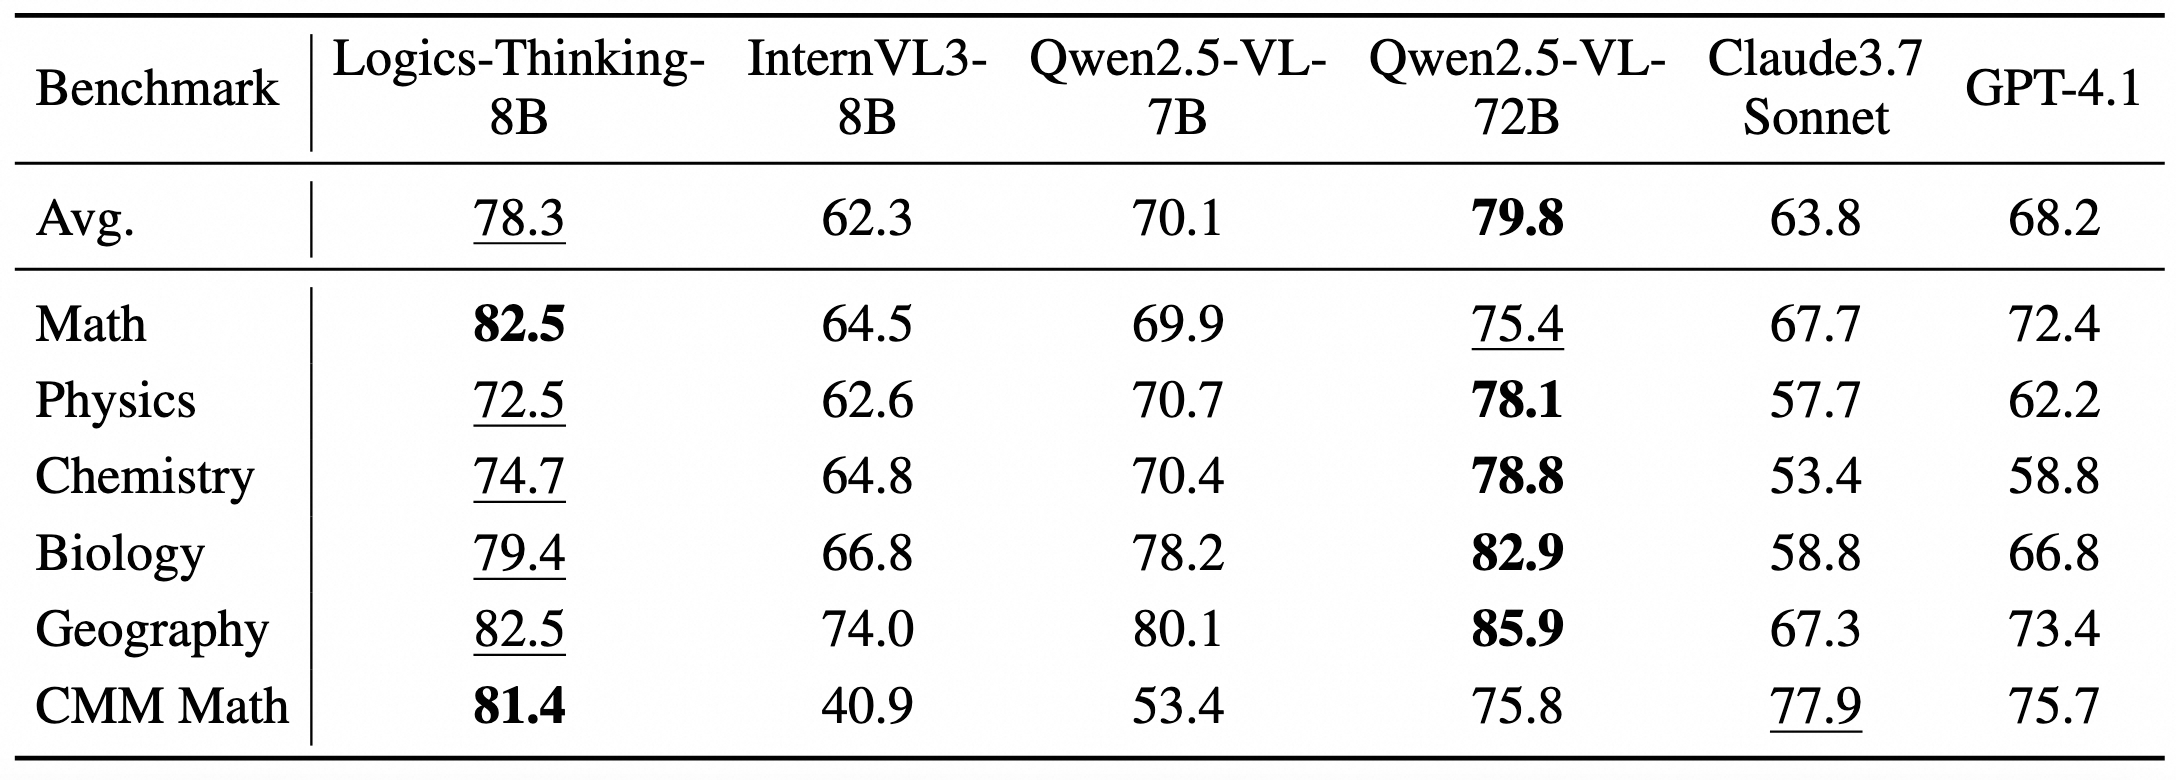 Benchmark Logics-Thinking-8B InternVL3-8B Qwen2.5-VL-7B Qwen2.5-VL-72B Claude3.7 Sonnet GPT-4.1
Avg. 78.3 62.3 70.1 79.8 63.8 68.2
Math 82.5 64.5 69.9 75.4 67.7 72.4
Physics 72.5 62.6 70.7 78.1 57.7 62.2
Chemistry 74.7 64.8 70.4 78.8 53.4 58.8
Biology 79.4 66.8 78.2 82.9 58.8 66.8
Geography 82.5 74.0 80.1 85.9 67.3 73.4
CMM Math 81.4 40.9 53.4 75.8 77.9 75.7